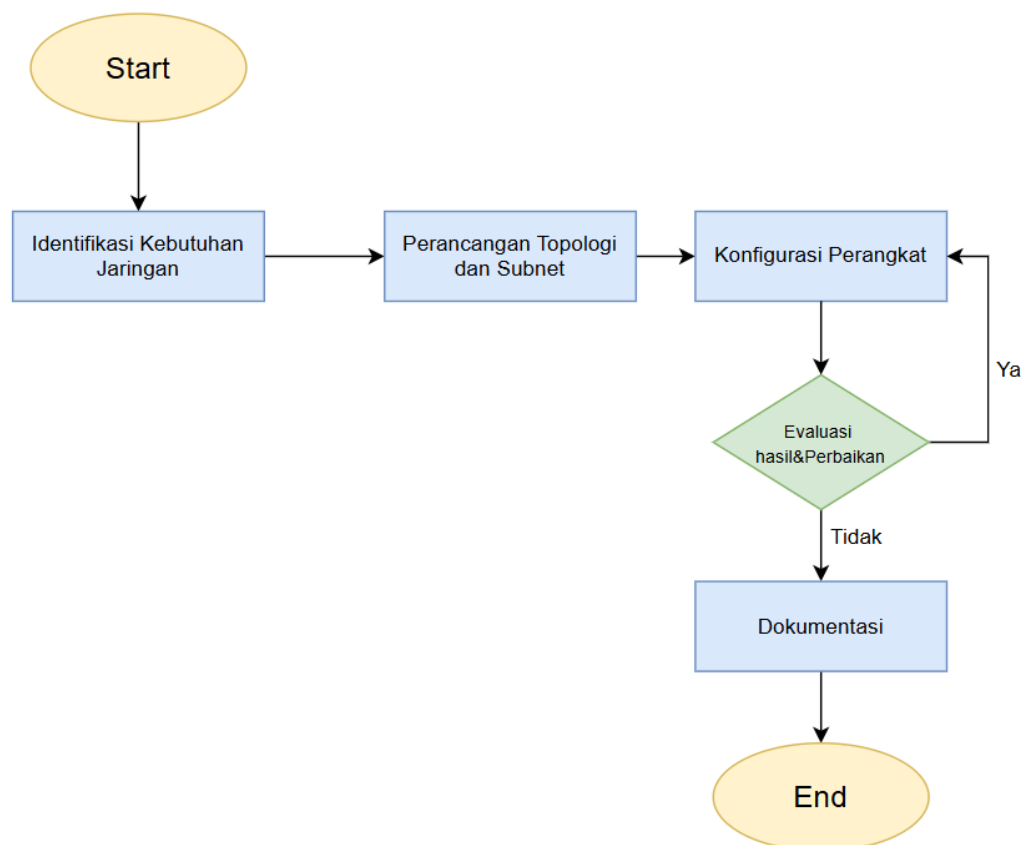 Start
Identifikasi Kebutuhan
Jaringan
Perancangan Topologi
dan Subnet
Konfigurasi Perangkat
Ya
Evaluasi
hasil&Perbaikan
Tidak
Dokumentasi
End